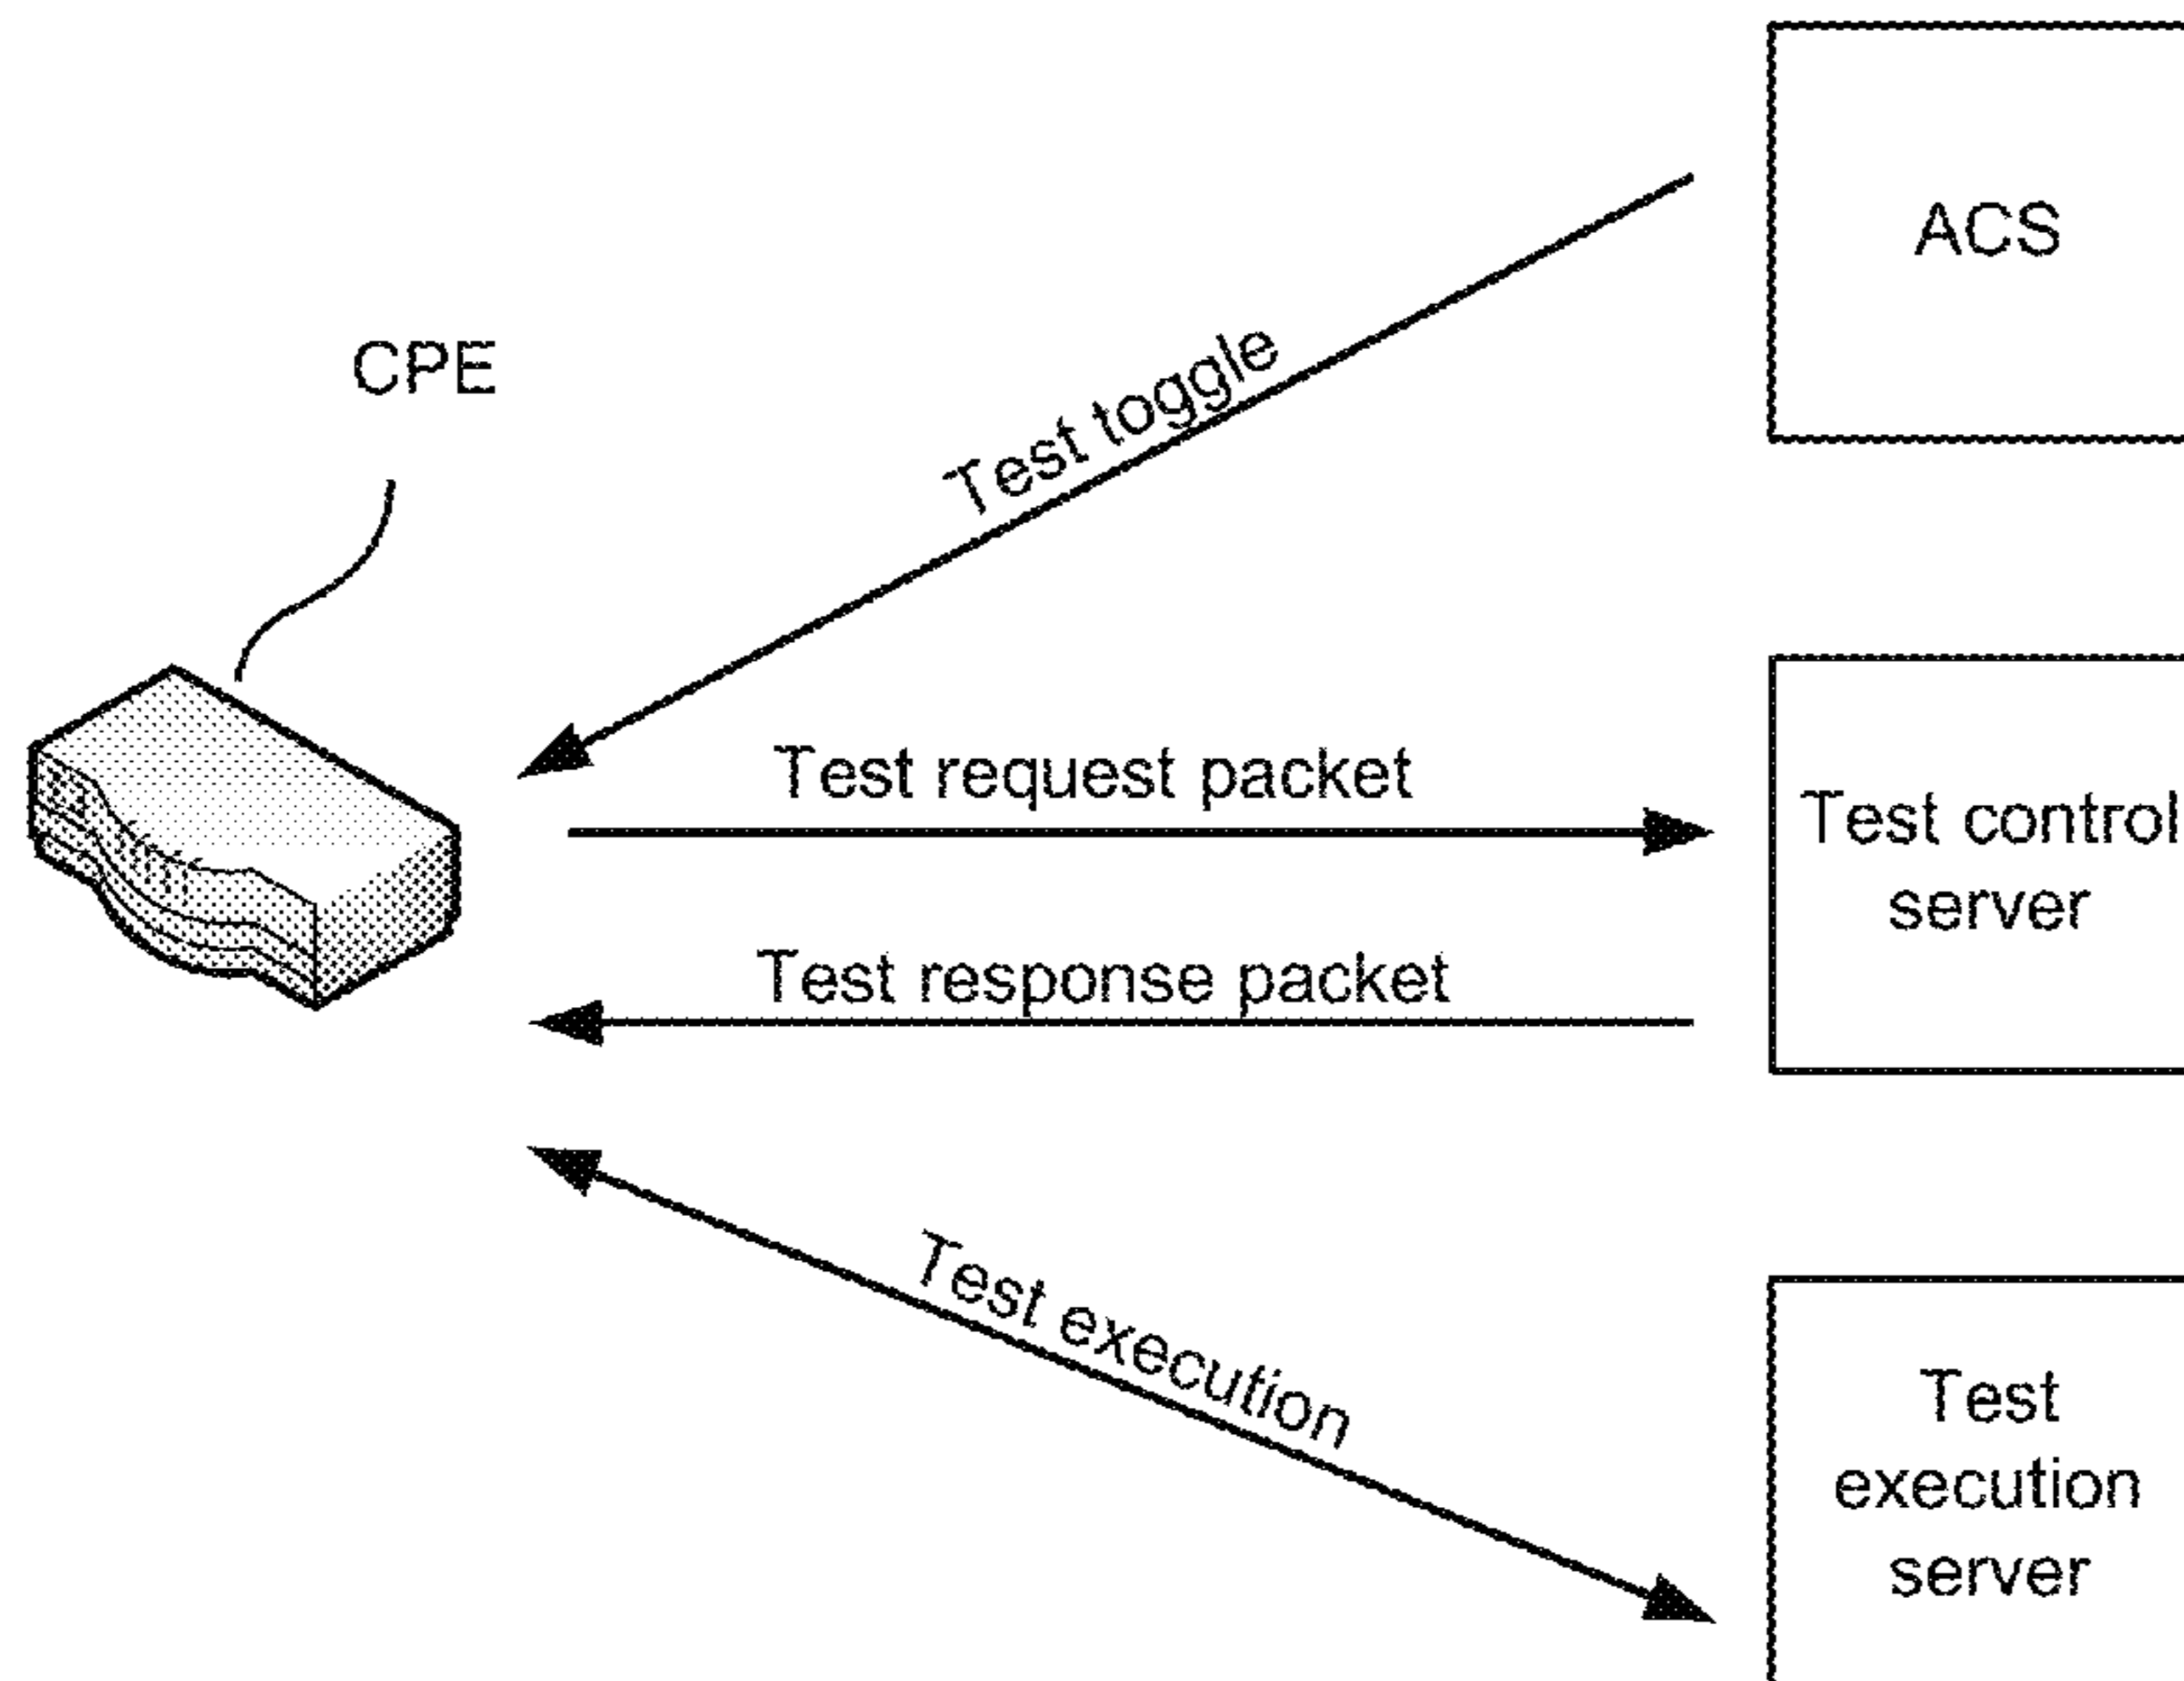 ACS
CPE
Test toggle
Test request packet
Test control
server
Test response packet
Test execution
Test
execution
server